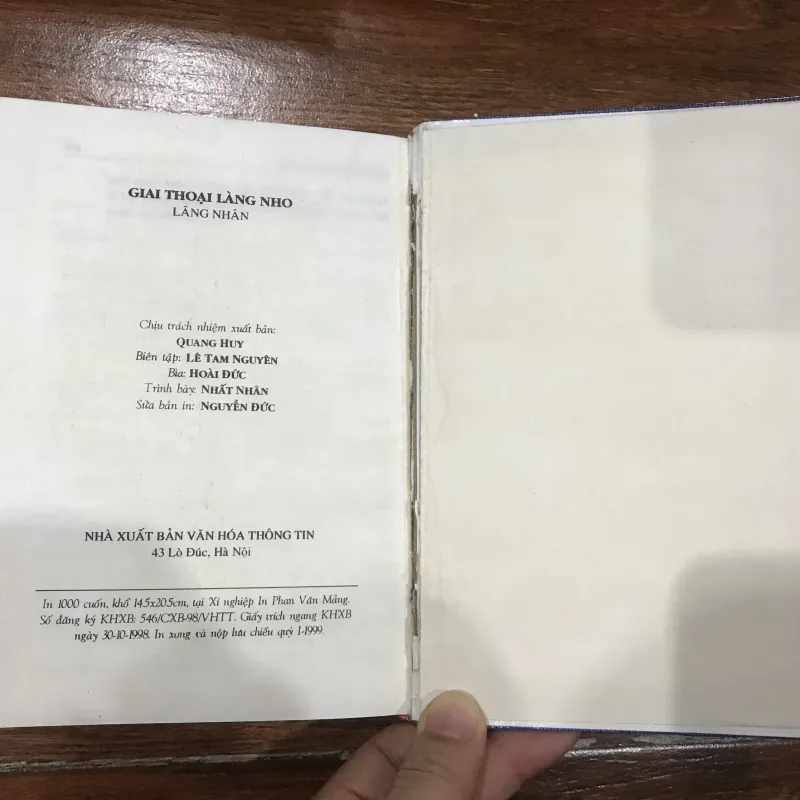 GIAI THOẠI LÀNG NHO
LÃNG NHÂN
Chịu trách nhiệm xuất bản:
QUANG HUY
Biên tập: LÊ TAM NGUYÊN
Bìa: HOÀI ĐỨC
Trình bày: NHẤT NHÂN
Sửa bản in: NGUYỄN ĐỨC
NHÀ XUẤT BẢN VĂN HÓA THÔNG TIN
43 Lò Đúc, Hà Nội
In 1000 cuốn, khổ 14.5x20.5cm, tại Xí nghiệp In Phan Văn Mảng.
Số đăng ký KHXB: 546/CXB-98/VHTT. Giấy trích ngang KHXB
ngày 30-10-1998. In xong và nộp lưu chiểu quý I-1999.